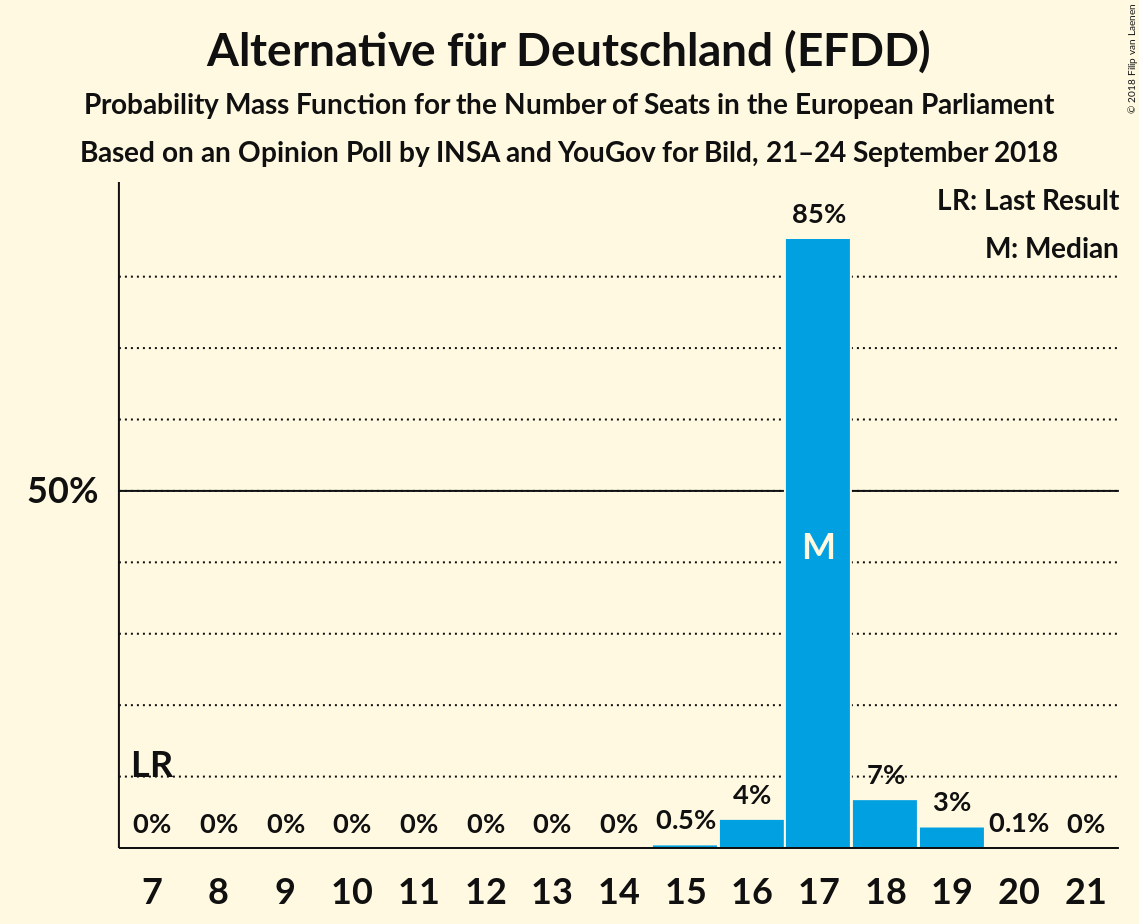 Alternative für Deutschland (EFDD)
Probability Mass Function for the Number of Seats in the European Parliament
Based on an Opinion Poll by INSA and YouGov for Bild, 21–24 September 2018
© 2018 Filip van Laenen
LR: Last Result
M: Median
85%
50%
M
LR
0% 0% 0% 0% 0% 0% 0% 0% 0.5% 4% 7% 3% 0.1% 0%
7 8 9 10 11 12 13 14 15 16 17 18 19 20 21